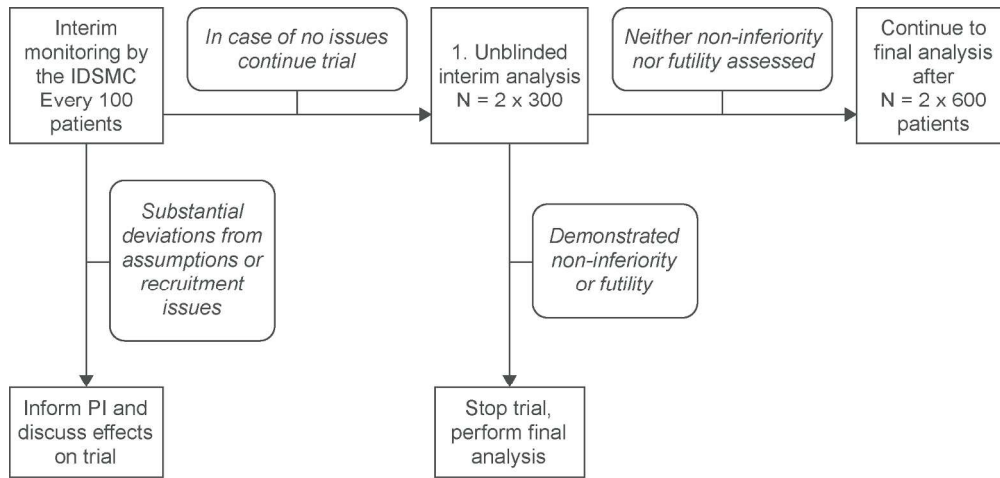 Interim
monitoring by
the IDSMC
Every 100
patients
In case of no issues
continue trial
1. Unblinded
interim analysis
N = 2 x 300
Neither non-inferiority
nor futility assessed
Continue to
final analysis
after
N = 2 x 600
patients
Substantial
deviations from
assumptions or
recruitment
issues
Demonstrated
non-inferiority
or futility
Inform PI and
discuss effects
on trial
Stop trial,
perform final
analysis